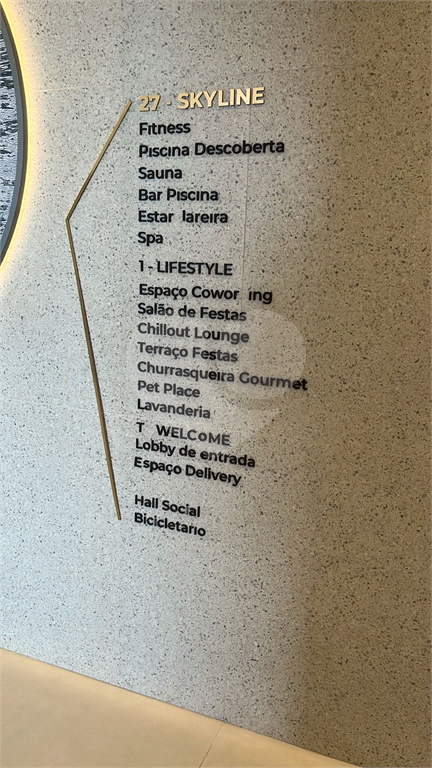 27 - SKYLINE
Fitness
Piscina Descoberta
Sauna
Bar Piscina
Estar lareira
Spa
1 - LIFESTYLE
Espaço Cowor ing
Salão de Festas
Chillout Lounge
Terraço Festas
Churrasqueira Gourmet
Pet Place
Lavanderia
T WELCOME
Lobby de entrada
Espaço Delivery
Hall Social
Bicicletario